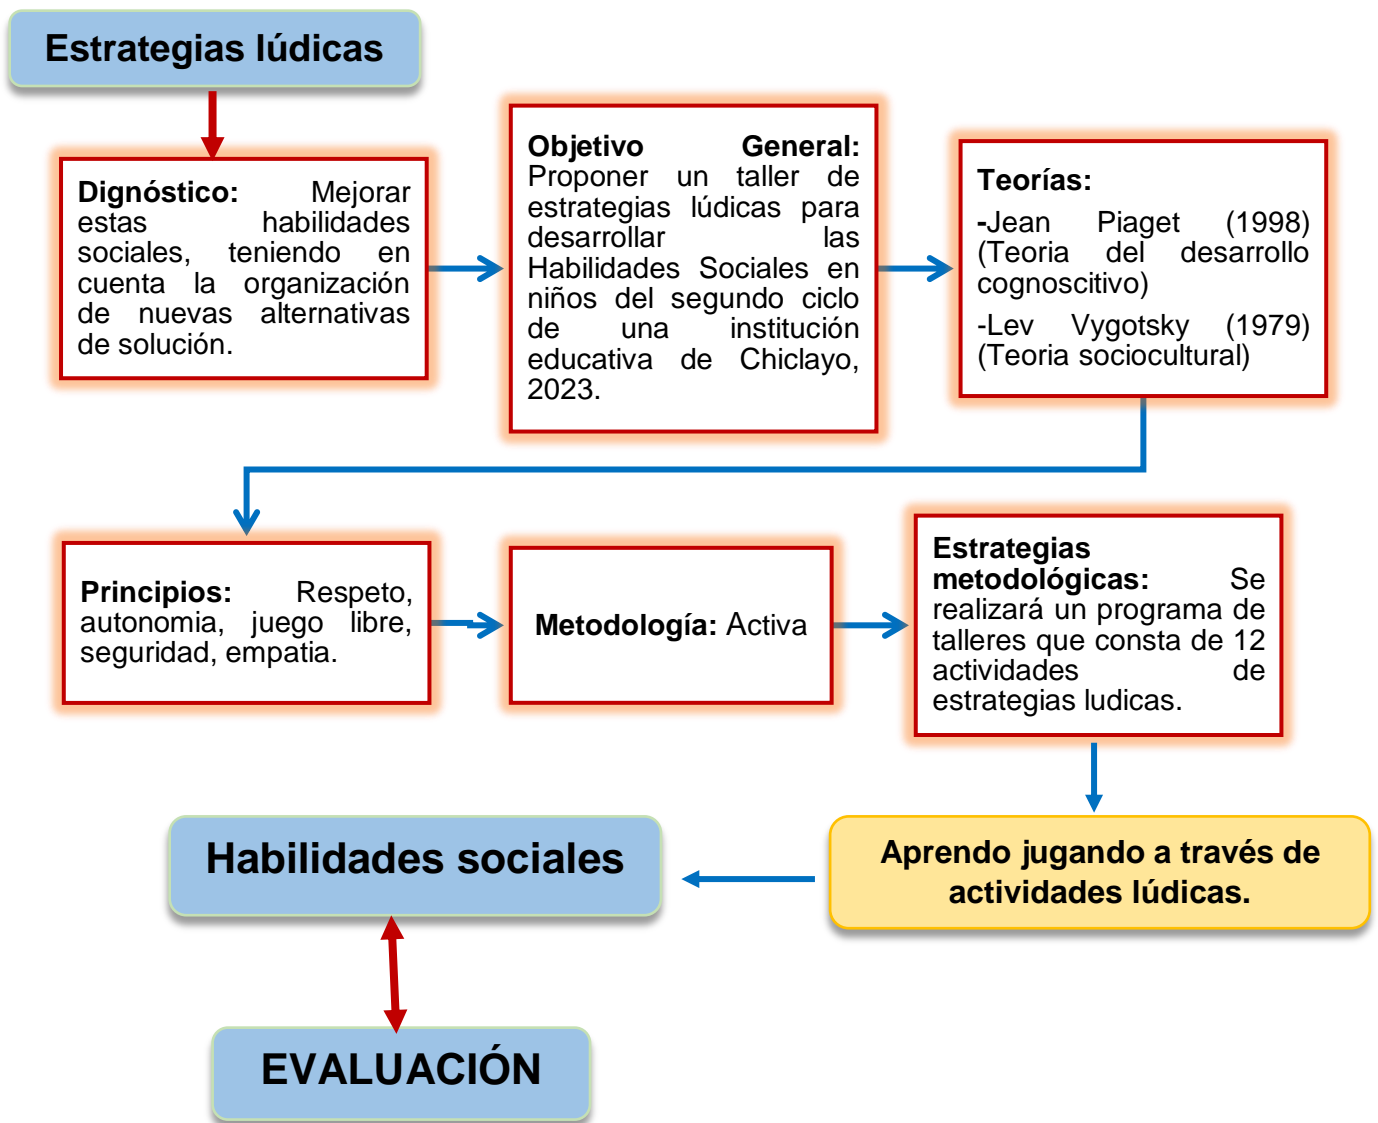 Estrategias lúdicas
Dignóstico: Mejorar
estas habilidades
sociales, teniendo en
cuenta la organización
de nuevas alternativas
de solución.
Objetivo General:
Proponer un taller de
estrategias lúdicas para
desarrollar las
Habilidades Sociales en
niños del segundo ciclo
de una institución
educativa de Chiclayo,
2023.
Teorías:
-Jean Piaget (1998)
(Teoria del desarrollo
cognoscitivo)
-Lev Vygotsky (1979)
(Teoria sociocultural)
Principios: Respeto,
autonomia, juego libre,
seguridad, empatia.
Metodología: Activa
Estrategias
metodológicas: Se
realizará un programa de
talleres que consta de 12
actividades de
estrategias ludicas.
Aprendo jugando a través de
actividades lúdicas.
Habilidades sociales
EVALUACIÓN